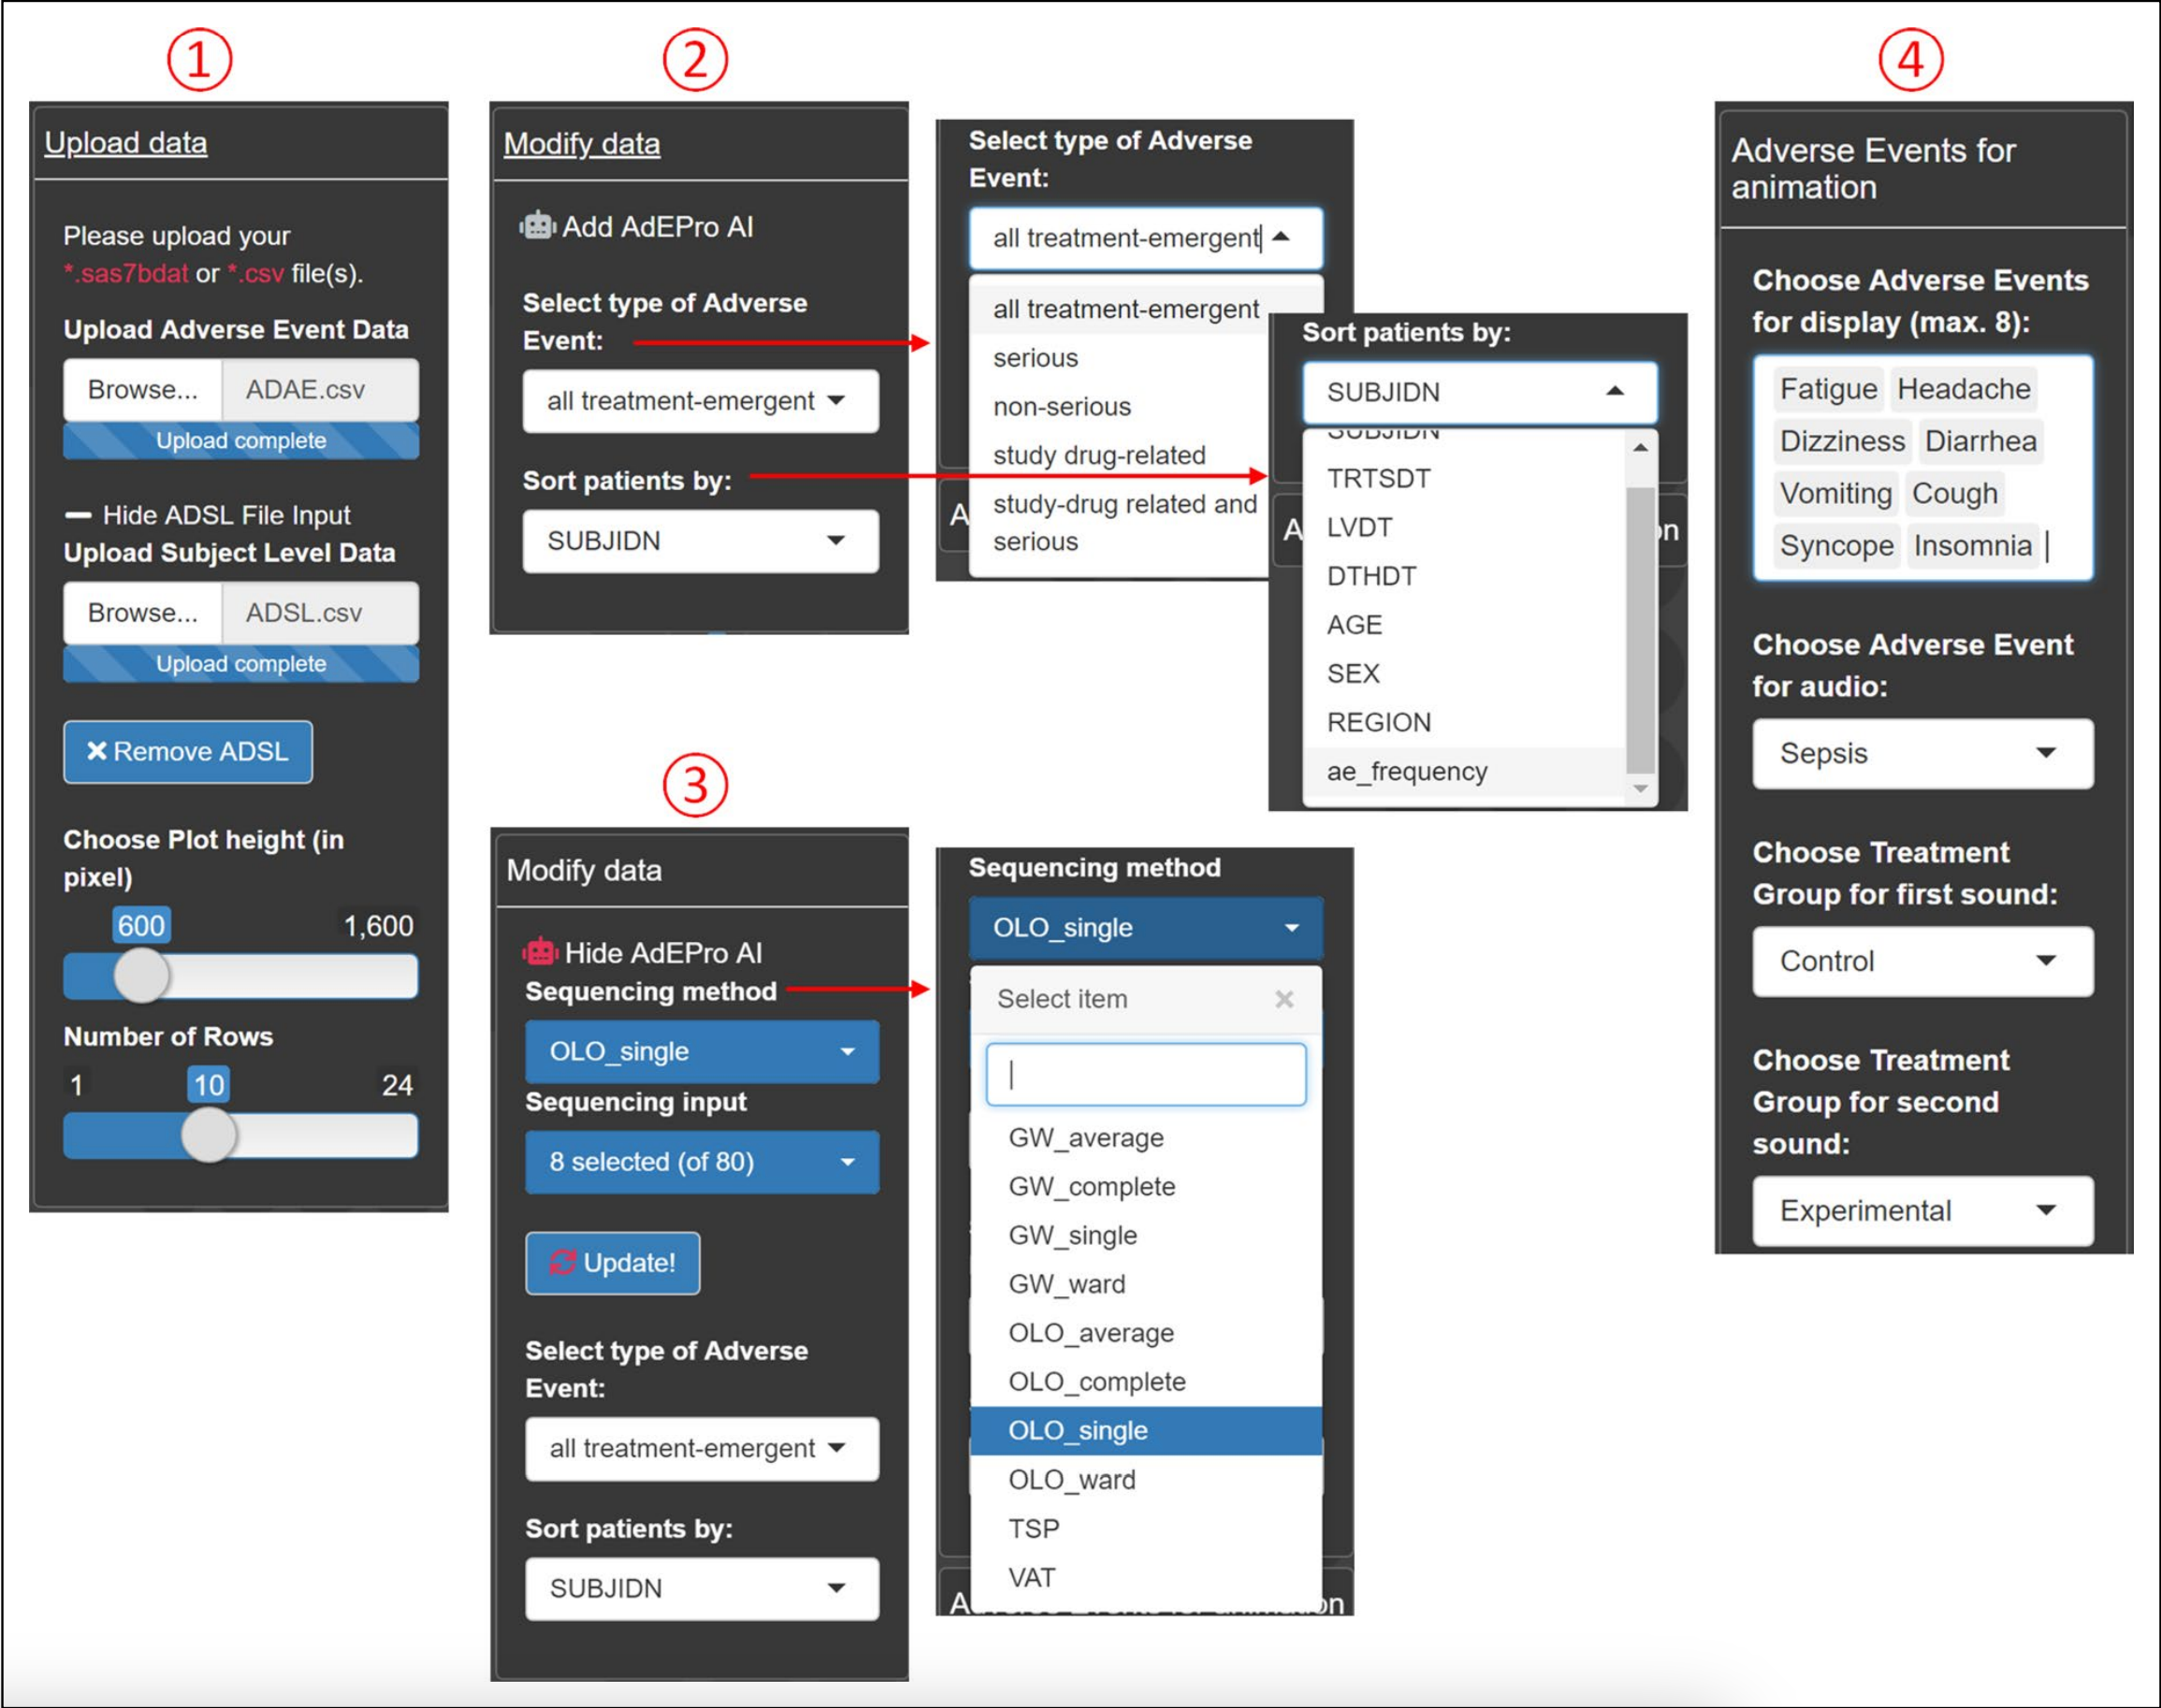 ①
Upload data
Please upload your
*.sas7bdat or *.csv file(s).
Upload Adverse Event Data
Browse... ADAE.csv
Upload complete
Hide ADSL File Input
Upload Subject Level Data
Browse... ADSL.csv
Upload complete
Remove ADSL
Choose Plot height (in
pixel)
600 1,600
Number of Rows
1 10 24
②
Modify data
Add AdEPro AI
Select type of Adverse
Event:
all treatment-emergent
Sort patients by:
SUBJIDN
Select type of Adverse
Event:
all treatment-emergent
all treatment-emergent
serious
non-serious
study drug-related
study-drug related and
serious
A
Sort patients by:
SUBJIDN
SUBJIDN
TRTSDT
LVDT
DTHDT
AGE
SEX
REGION
ae_frequency
A on
③
Modify data
Hide AdEPro AI
Sequencing method
OLO_single
Sequencing input
8 selected (of 80)
Update!
Select type of Adverse
Event:
all treatment-emergent
Sort patients by:
SUBJIDN
Sequencing method
OLO_single
Select item
GW_average
GW_complete
GW_single
GW_ward
OLO_average
OLO_complete
OLO_single
OLO_ward
TSP
VAT
Adverse Events for animation
④
Adverse Events for
animation
Choose Adverse Events
for display (max. 8):
Fatigue Headache
Dizziness Diarrhea
Vomiting Cough
Syncope Insomnia
Choose Adverse Event
for audio:
Sepsis
Choose Treatment
Group for first sound:
Control
Choose Treatment
Group for second
sound:
Experimental